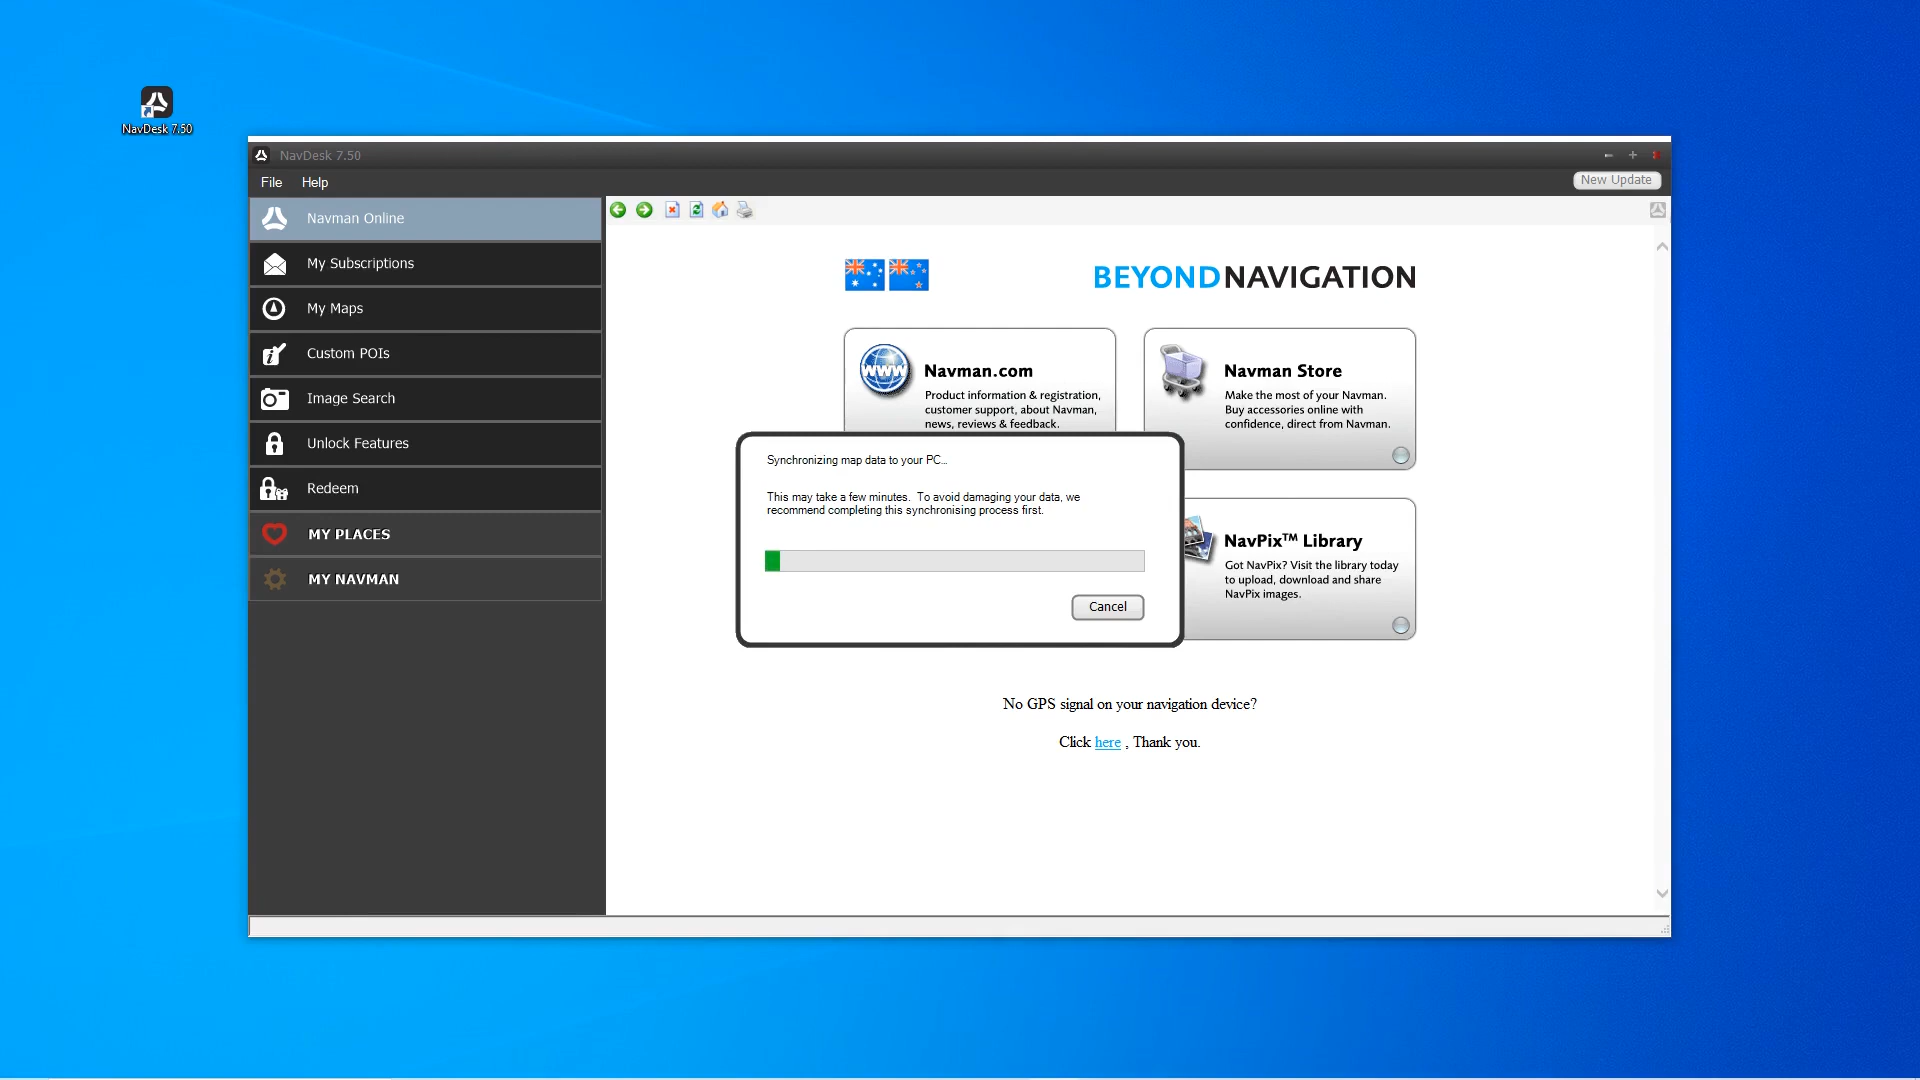 NavDesk 7.50
NavDesk 7.50
File Help
New Update
Navman Online
My Subscriptions
My Maps
Custom POIs
Image Search
Unlock Features
Redeem
MY PLACES
MY NAVMAN
BEYONDNAVIGATION
WWW
Navman.com
Product information & registration,
customer support, about Navman,
news, reviews & feedback.
Navman Store
Make the most of your Navman.
Buy accessories online with
confidence, direct from Navman.
Synchronizing map data to your PC...
This may take a few minutes. To avoid damaging your data, we
recommend completing this synchronising process first.
Cancel
NavPix™ Library
Got NavPix? Visit the library today
to upload, download and share
NavPix images.
No GPS signal on your navigation device?
Click here , Thank you.